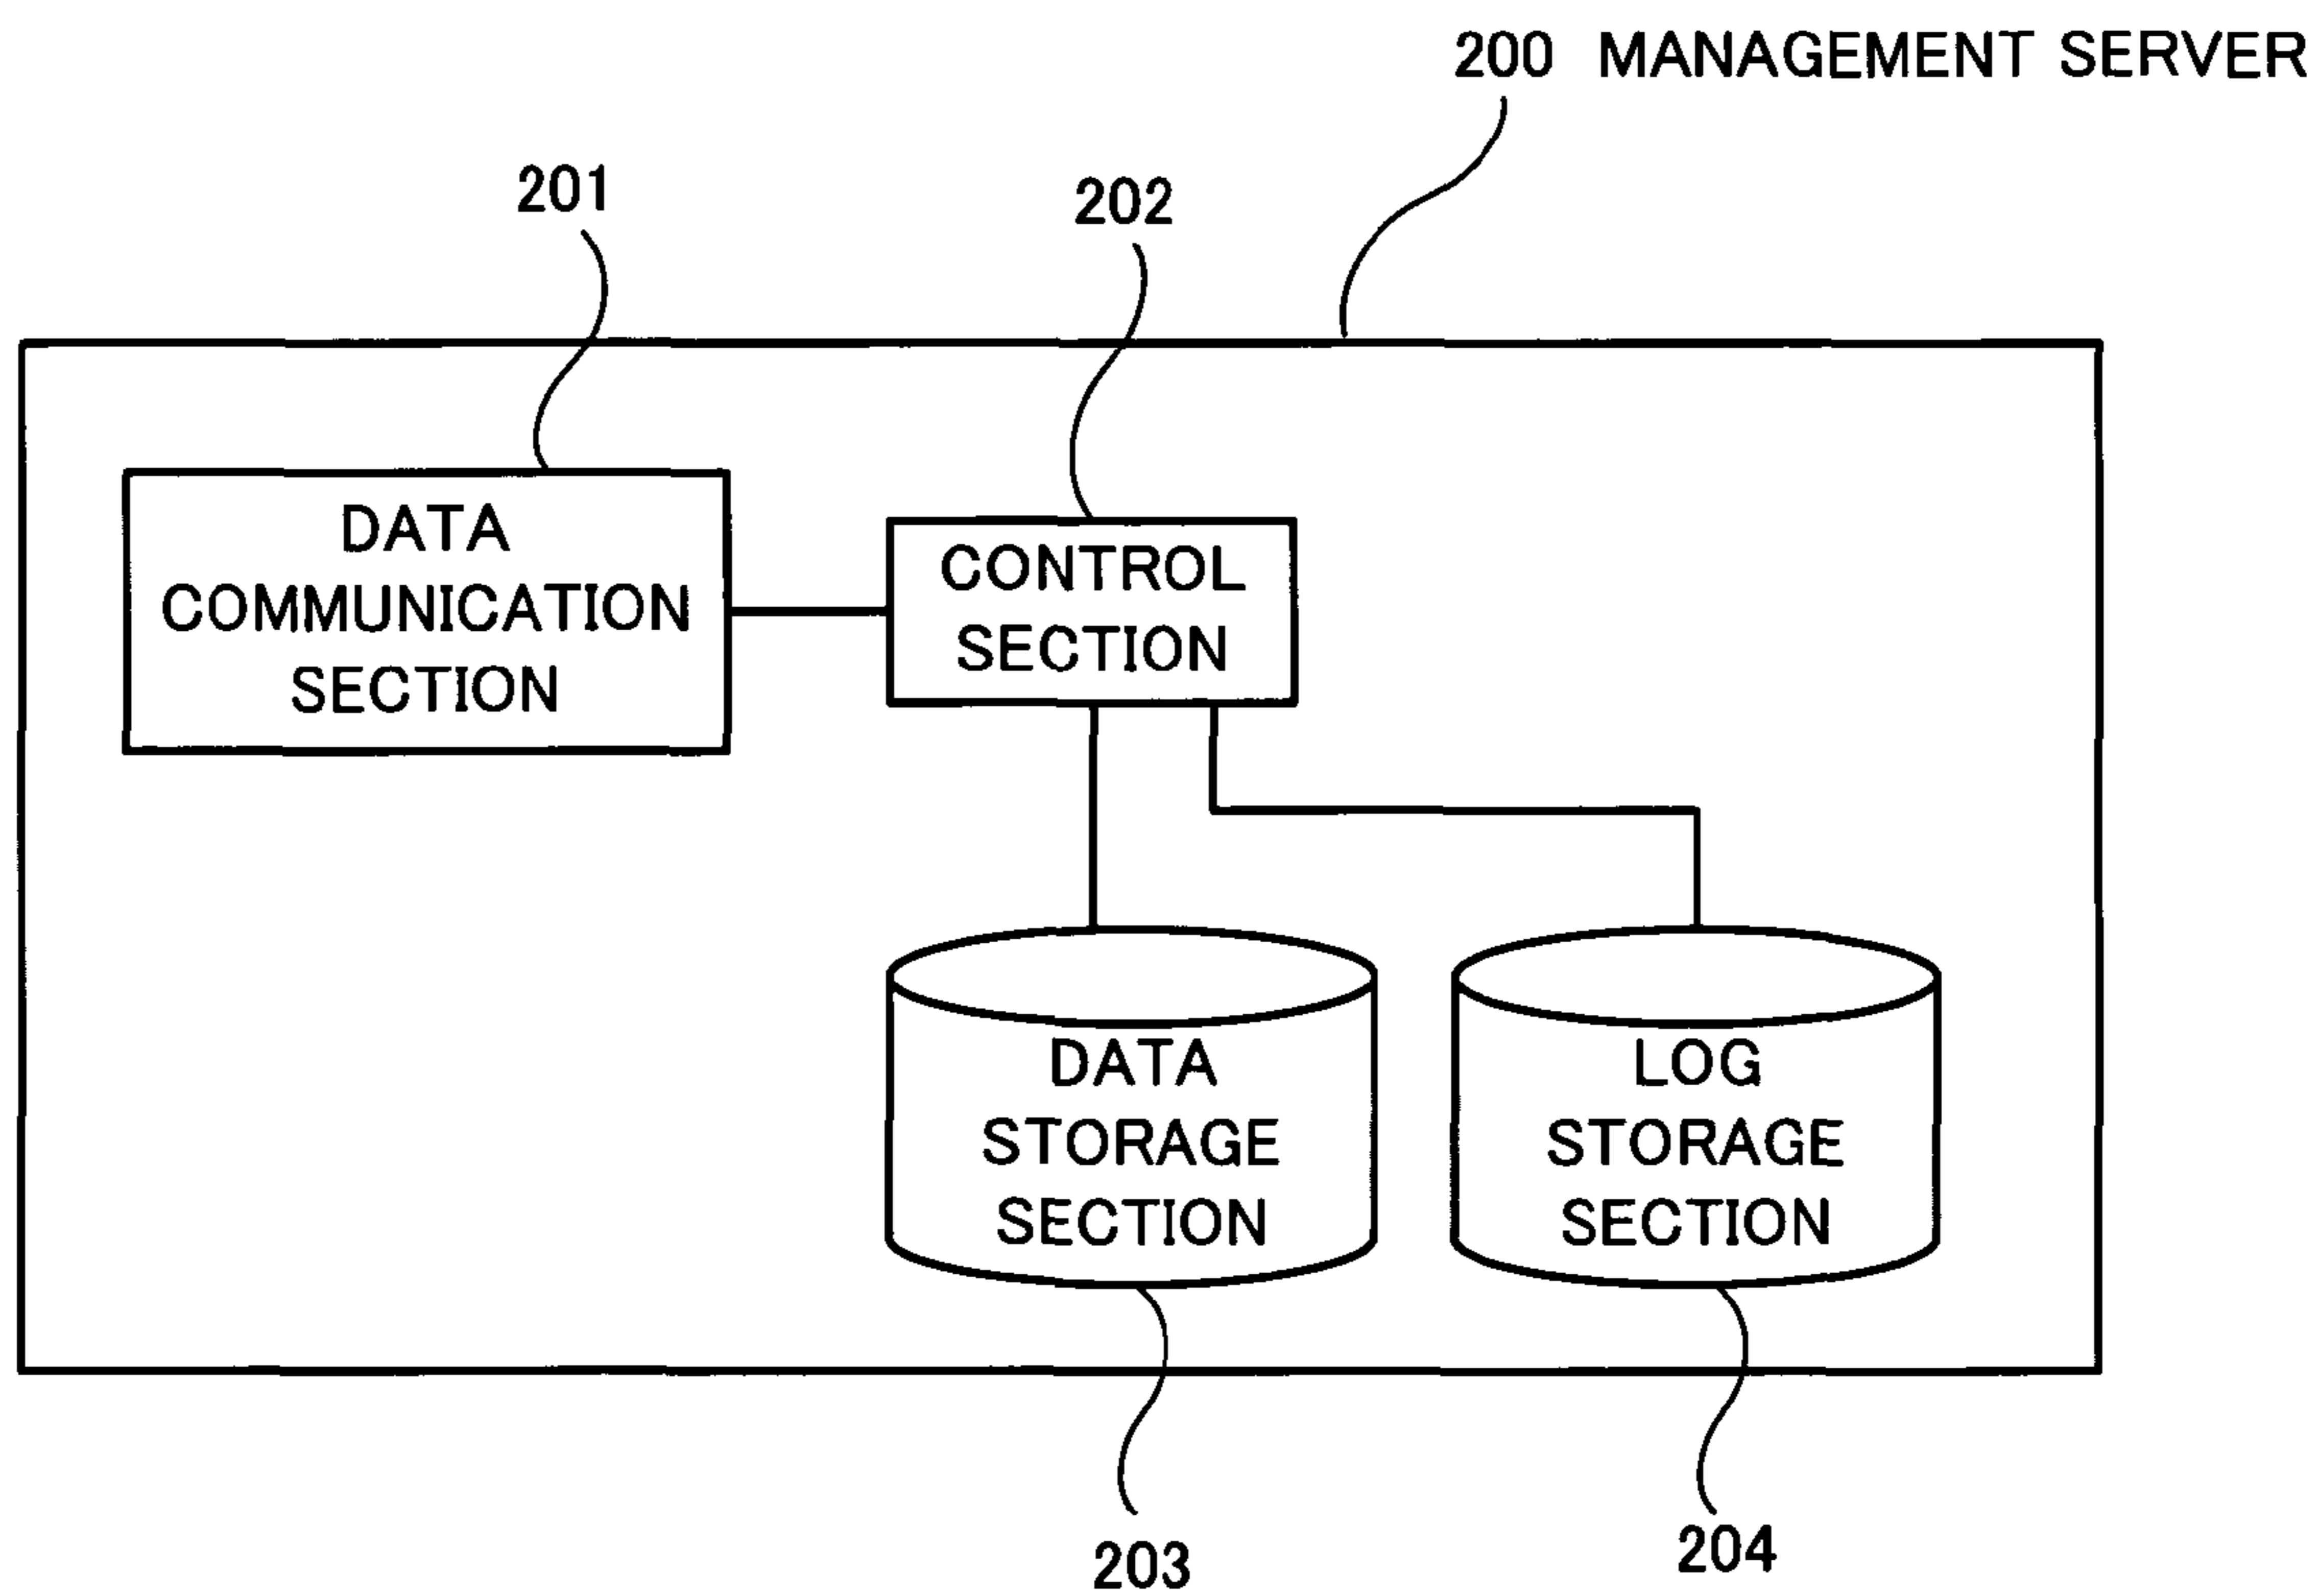 200 MANAGEMENT SERVER
201
202
DATA
COMMUNICATION
SECTION
CONTROL
SECTION
DATA
STORAGE
SECTION
LOG
STORAGE
SECTION
203
204